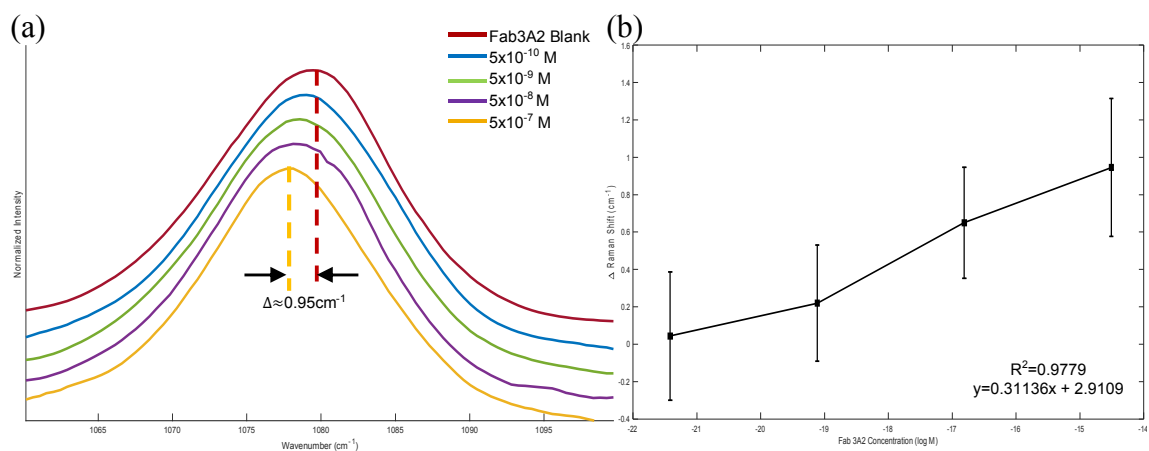 (a)
Fab3A2 Blank
5x10⁻¹⁰ M
5x10⁻⁹ M
5x10⁻⁸ M
5x10⁻⁷ M
Normalized Intensity
Δ≈0.95cm⁻¹
1065 1070 1075 1080 1085 1090 1095
Wavenumber (cm⁻¹)
(b)
1.6
1.4
1.2
1
0.8
0.6
0.4
0.2
0
-0.2
-0.4
Δ Raman Shift (cm⁻¹)
R²=0.9779
y=0.31136x + 2.9109
-22 -21 -20 -19 -18 -17 -16 -15 -14
Fab 3A2 Concentration (log M)